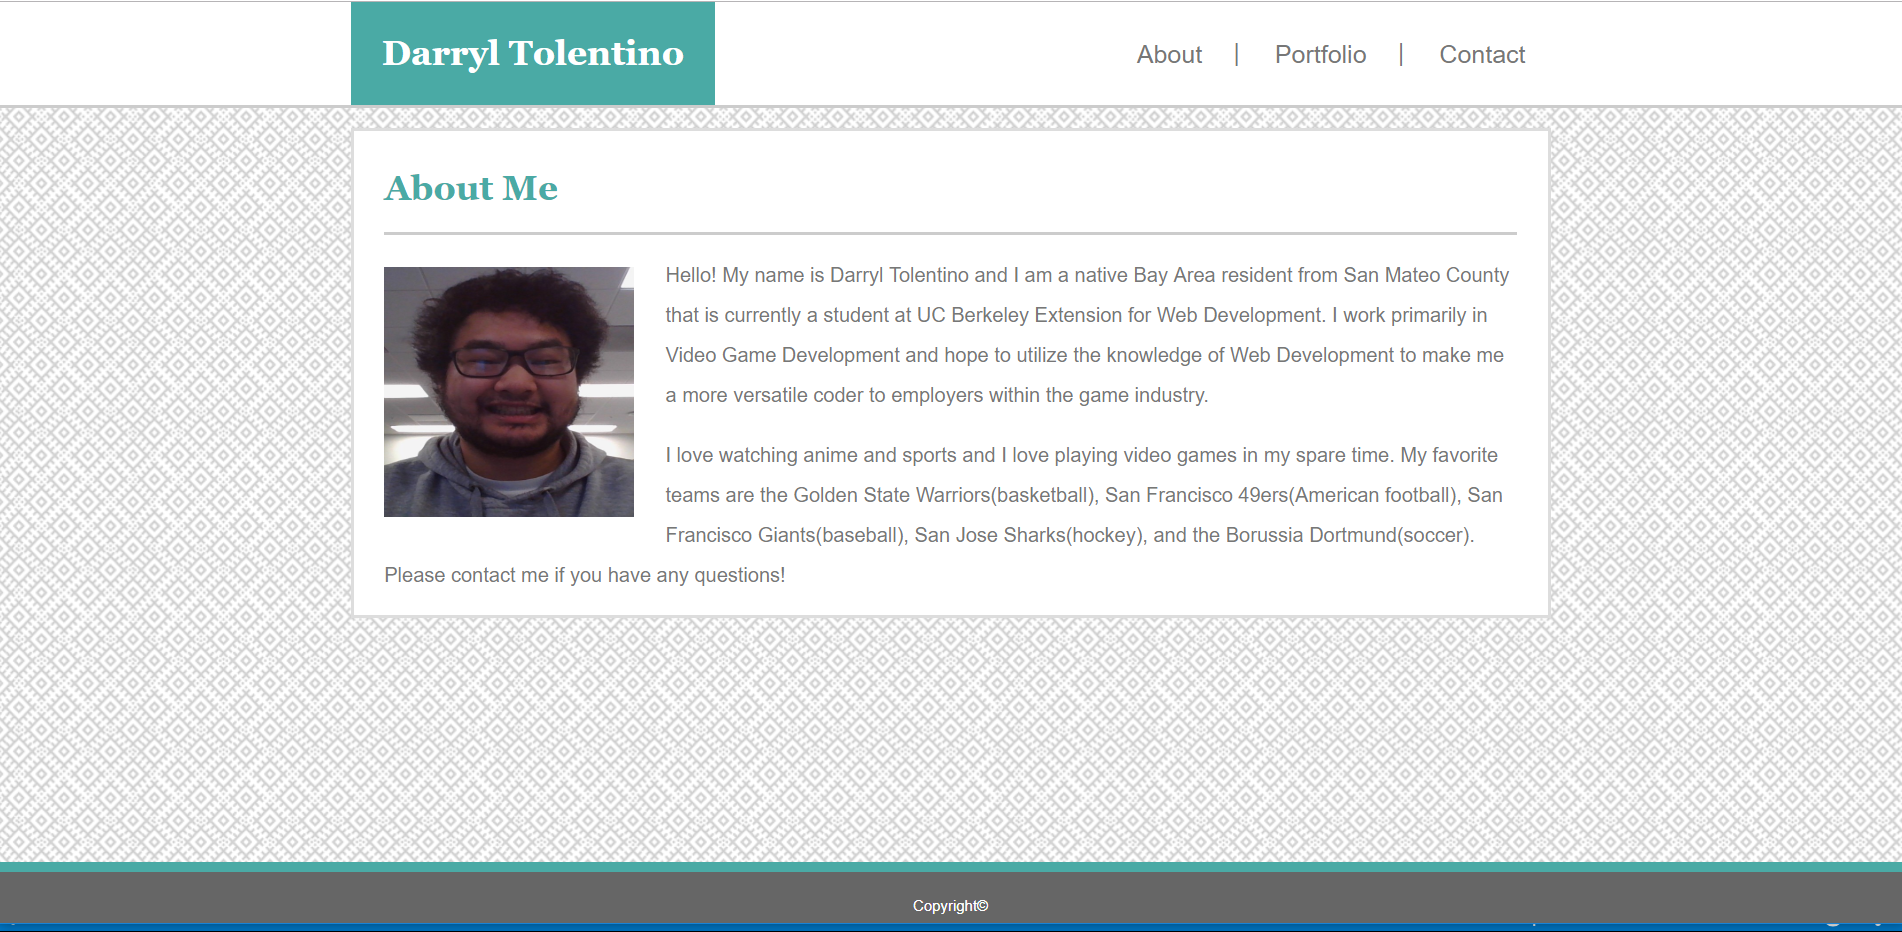 Darryl Tolentino
About | Portfolio | Contact
About Me
Hello! My name is Darryl Tolentino and I am a native Bay Area resident from San Mateo County
that is currently a student at UC Berkeley Extension for Web Development. I work primarily in
Video Game Development and hope to utilize the knowledge of Web Development to make me
a more versatile coder to employers within the game industry.
I love watching anime and sports and I love playing video games in my spare time. My favorite
teams are the Golden State Warriors(basketball), San Francisco 49ers(American football), San
Francisco Giants(baseball), San Jose Sharks(hockey), and the Borussia Dortmund(soccer).
Please contact me if you have any questions!
Copyright©